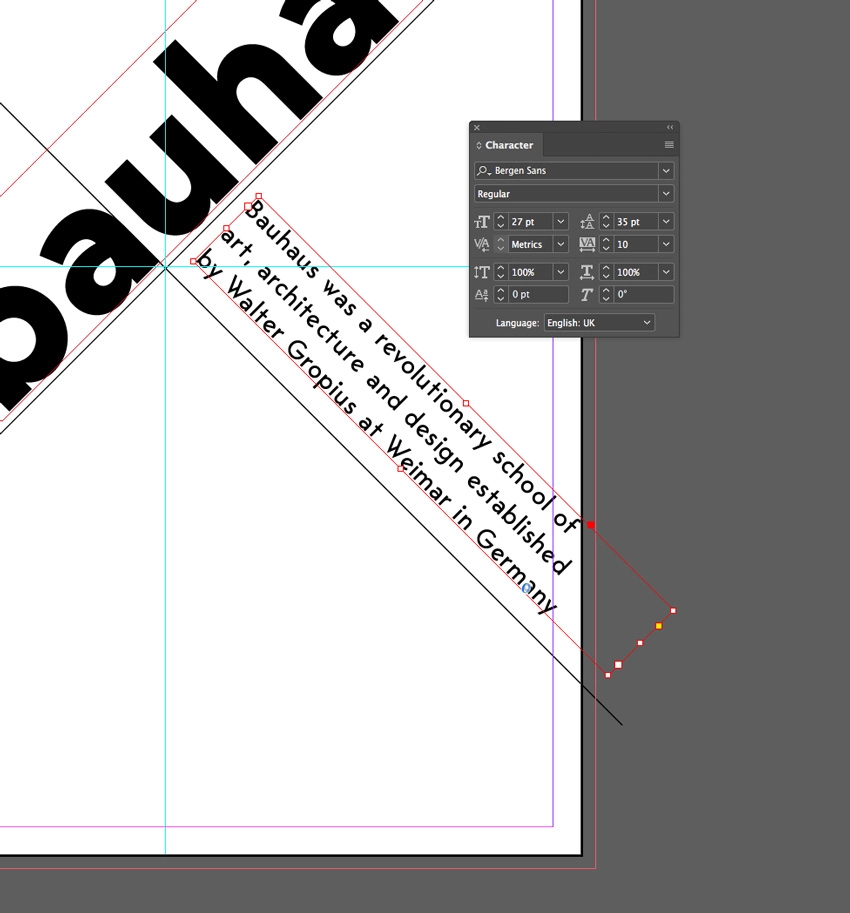 bauha
Bauhaus was a revolutionary school of
art, architecture and design established
by Walter Gropius at Weimar in Germany
Character
Bergen Sans
Regular
27 pt
35 pt
Metrics
10
100%
100%
0 pt
0°
Language: English: UK